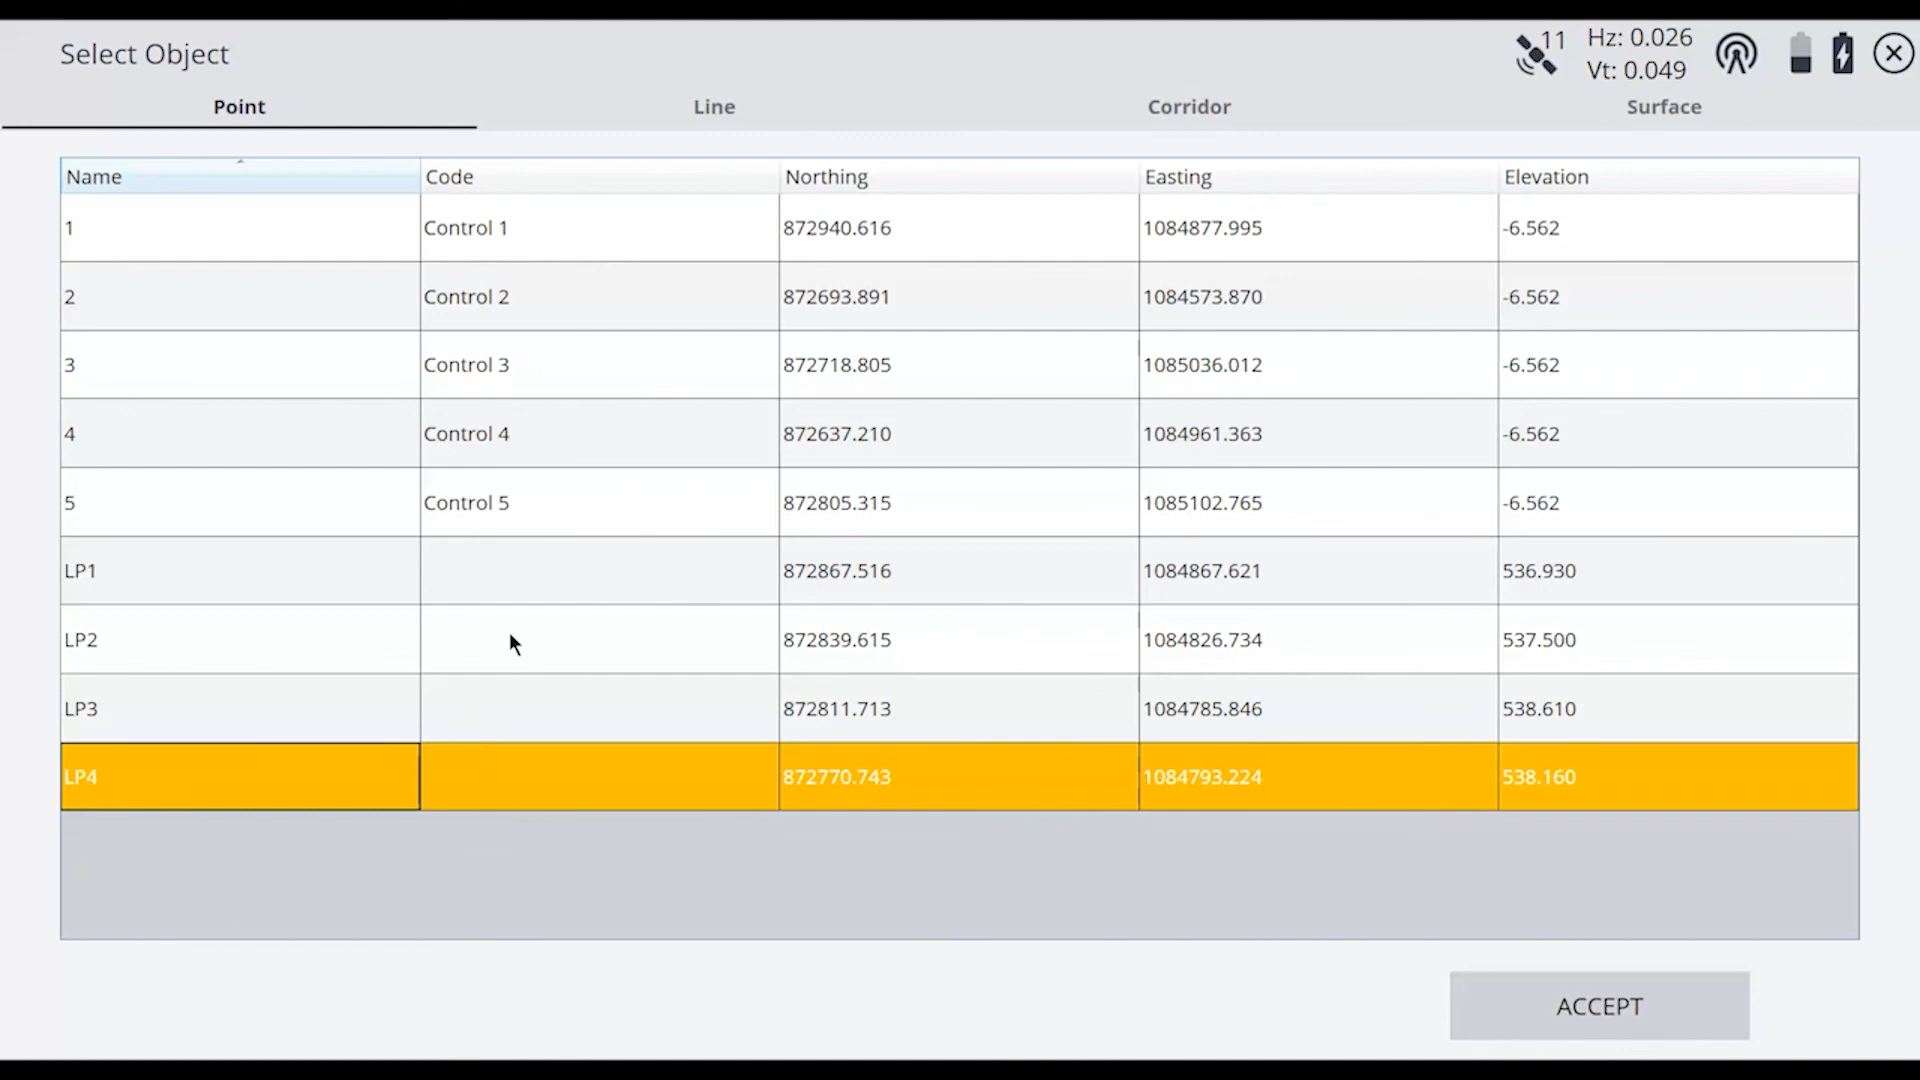 Select Object
11
Hz: 0.026
Vt: 0.049
Point Line Corridor Surface
Name Code Northing Easting Elevation
1 Control 1 872940.616 1084877.995 -6.562
2 Control 2 872693.891 1084573.870 -6.562
3 Control 3 872718.805 1085036.012 -6.562
4 Control 4 872637.210 1084961.363 -6.562
5 Control 5 872805.315 1085102.765 -6.562
LP1 872867.516 1084867.621 536.930
LP2 872839.615 1084826.734 537.500
LP3 872811.713 1084785.846 538.610
LP4 872770.743 1084793.224 538.160
ACCEPT